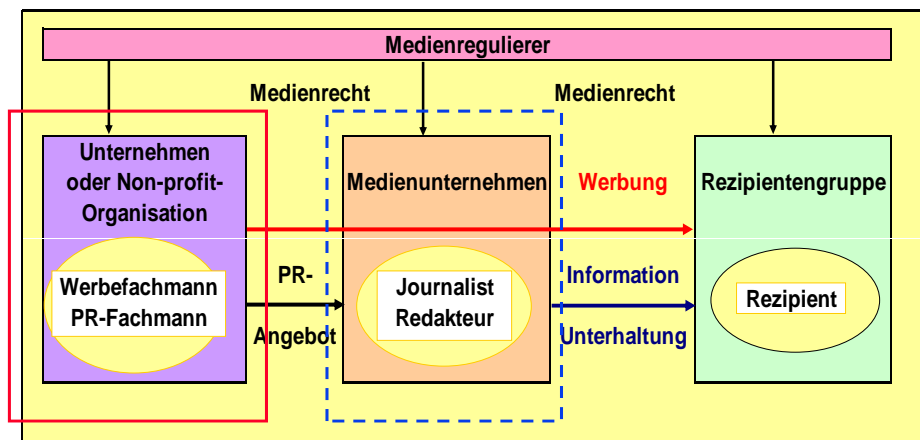 Medienregulierer
Medienrecht
Medienrecht
Unternehmen
oder Non-profit-
Organisation
Medienunternehmen
Werbung
Rezipientengruppe
Werbefachmann
PR-Fachmann
PR-
Angebot
Journalist
Redakteur
Information
Unterhaltung
Rezipient